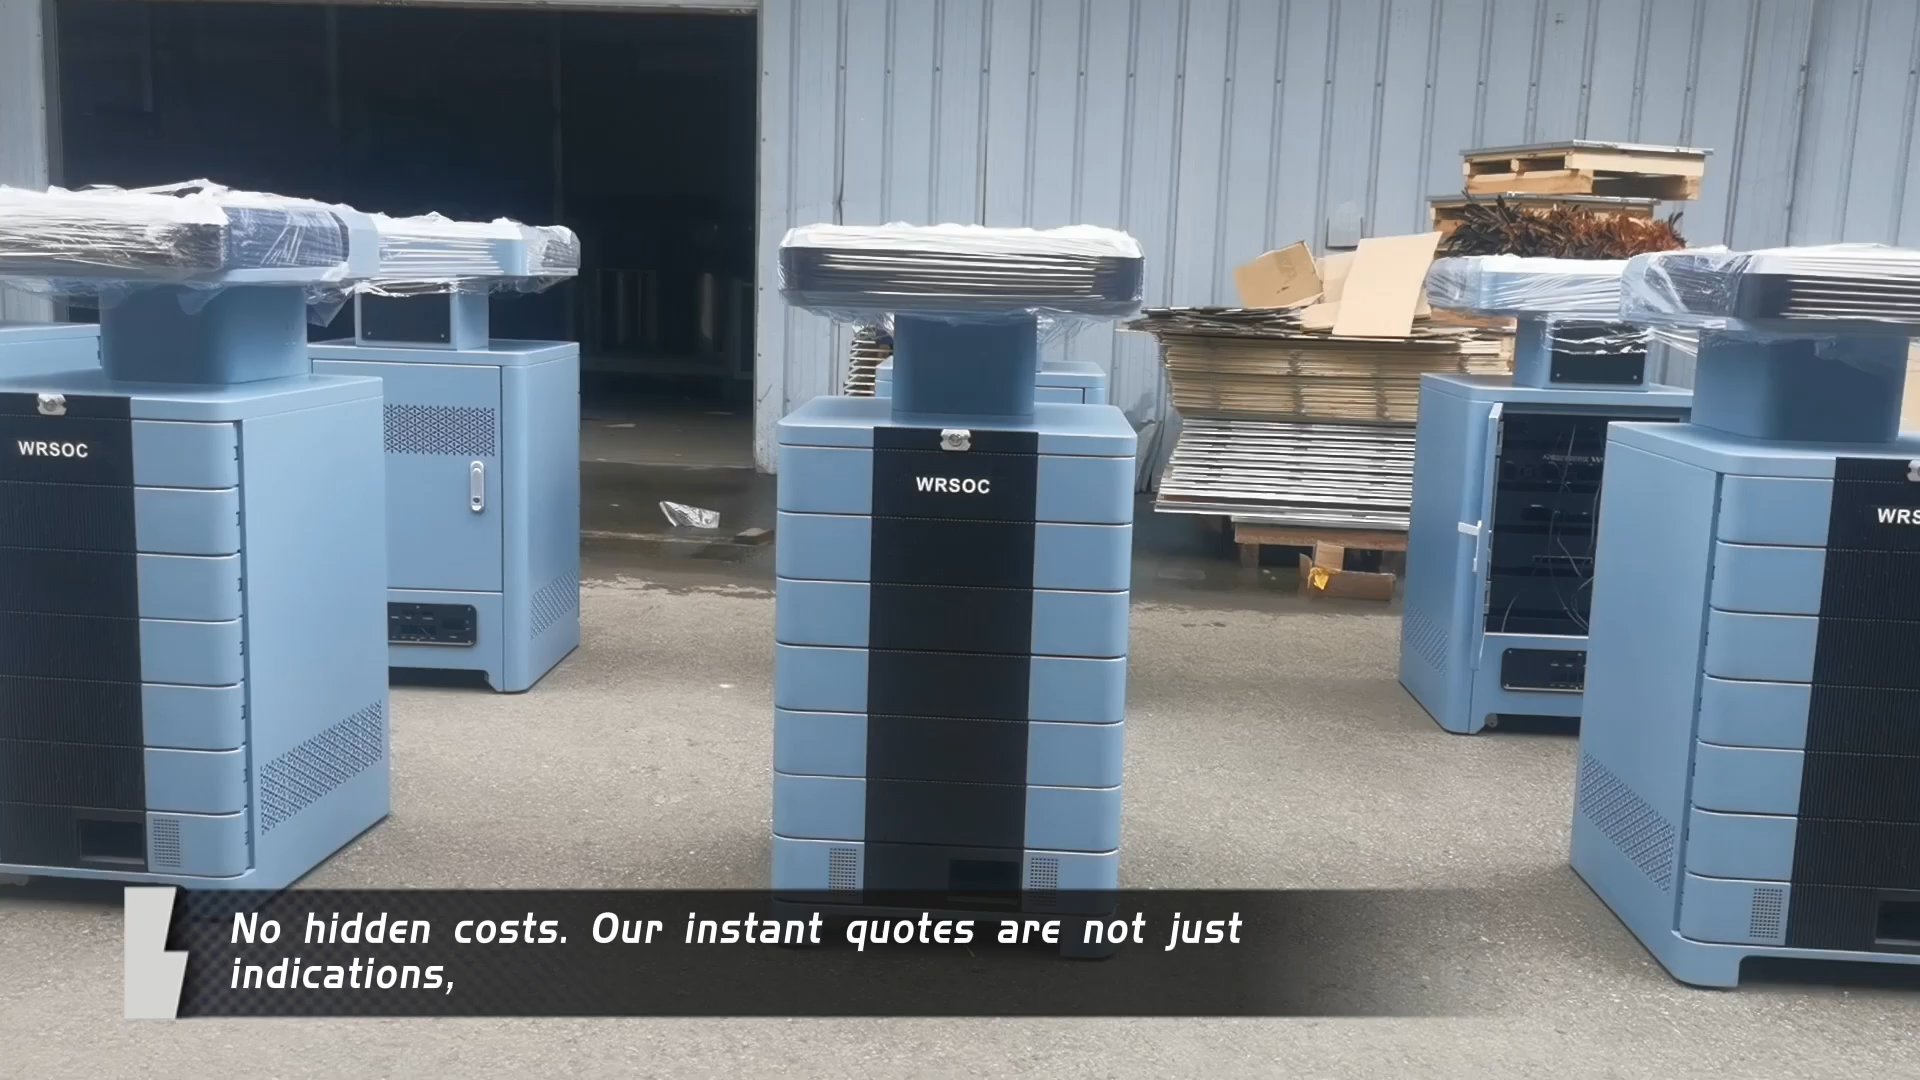 WRSOC
WRSOC
WRS
No hidden costs. Our instant quotes are not just
indications,